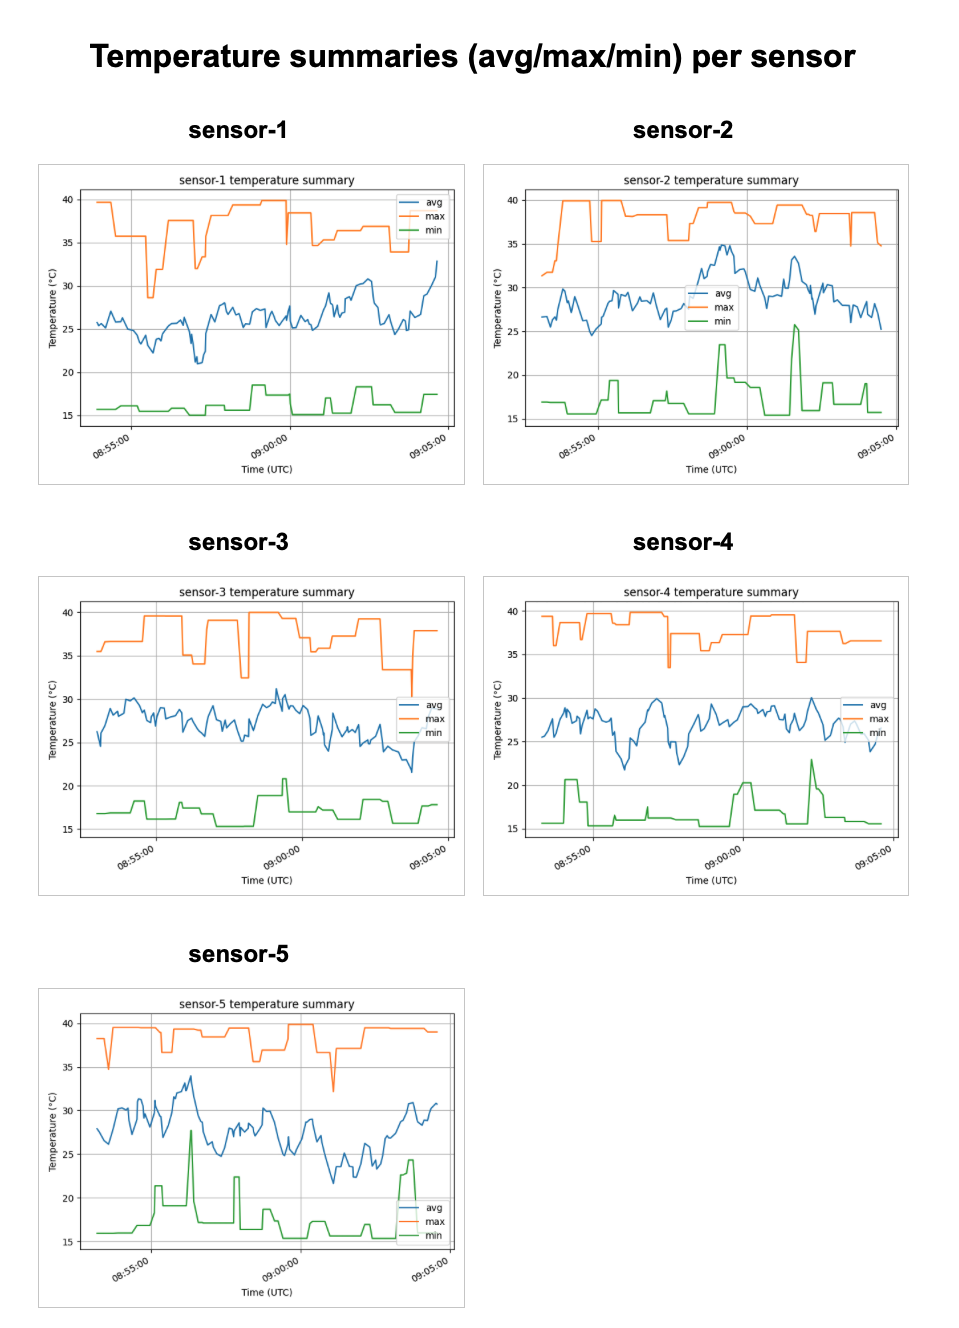 Temperature summaries (avg/max/min) per sensor
sensor-1
sensor-1 temperature summary
Temperature (°C)
40
35
30
25
20
15
avg
max
min
08:55:00
09:00:00
09:05:00
Time (UTC)
sensor-2
sensor-2 temperature summary
Temperature (°C)
40
35
30
25
20
15
avg
max
min
08:55:00
09:00:00
09:05:00
Time (UTC)
sensor-3
sensor-3 temperature summary
Temperature (°C)
40
35
30
25
20
15
avg
max
min
08:55:00
09:00:00
09:05:00
Time (UTC)
sensor-4
sensor-4 temperature summary
Temperature (°C)
40
35
30
25
20
15
avg
max
min
08:55:00
09:00:00
09:05:00
Time (UTC)
sensor-5
sensor-5 temperature summary
Temperature (°C)
40
35
30
25
20
15
avg
max
min
08:55:00
09:00:00
09:05:00
Time (UTC)